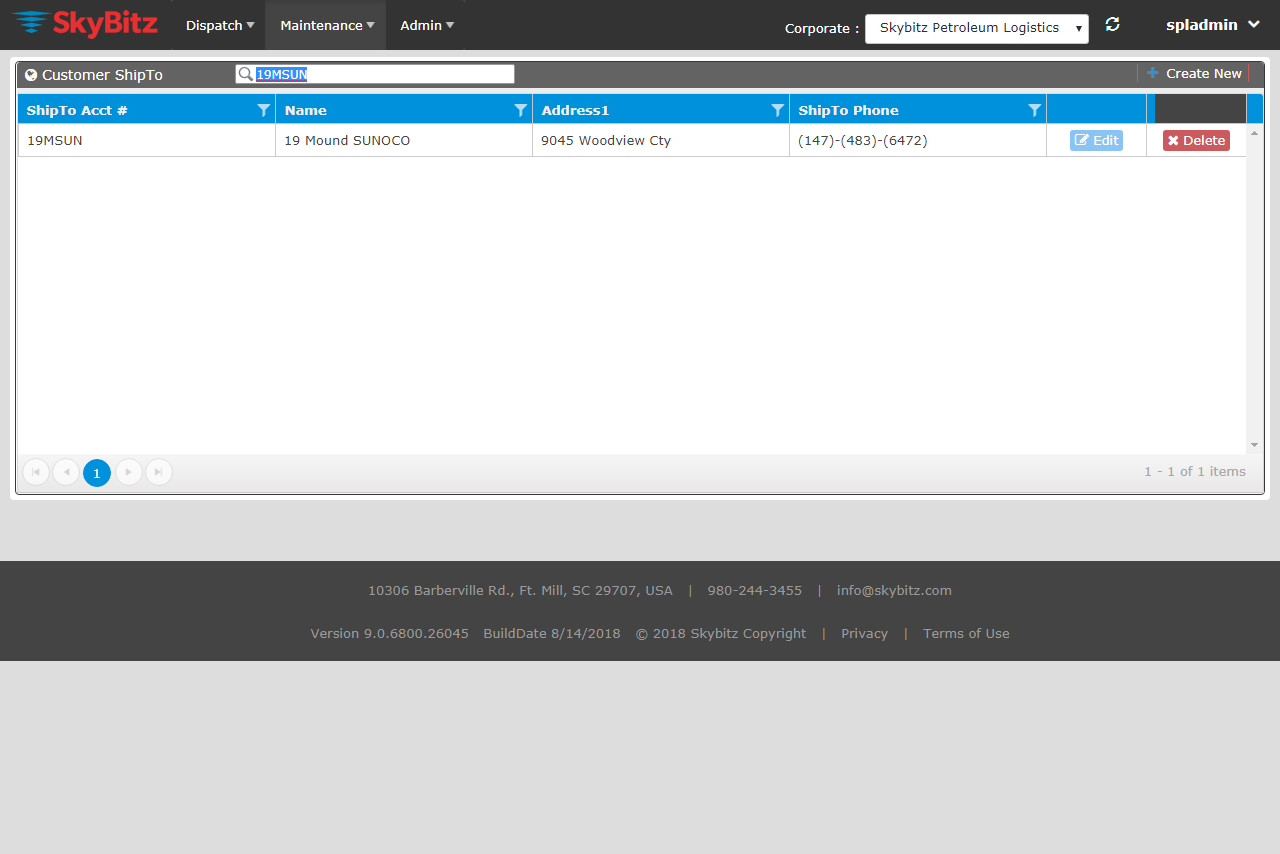 SkyBitz Dispatch Maintenance Admin Corporate : Skybitz Petroleum Logistics spladmin
Customer ShipTo 19MSUN Create New
ShipTo Acct # Name Address1 ShipTo Phone
19MSUN 19 Mound SUNOCO 9045 Woodview Cty (147)-(483)-(6472) Edit Delete
1 1 - 1 of 1 items
10306 Barberville Rd., Ft. Mill, SC 29707, USA | 980-244-3455 | info@skybitz.com
Version 9.0.6800.26045 BuildDate 8/14/2018 © 2018 Skybitz Copyright | Privacy | Terms of Use